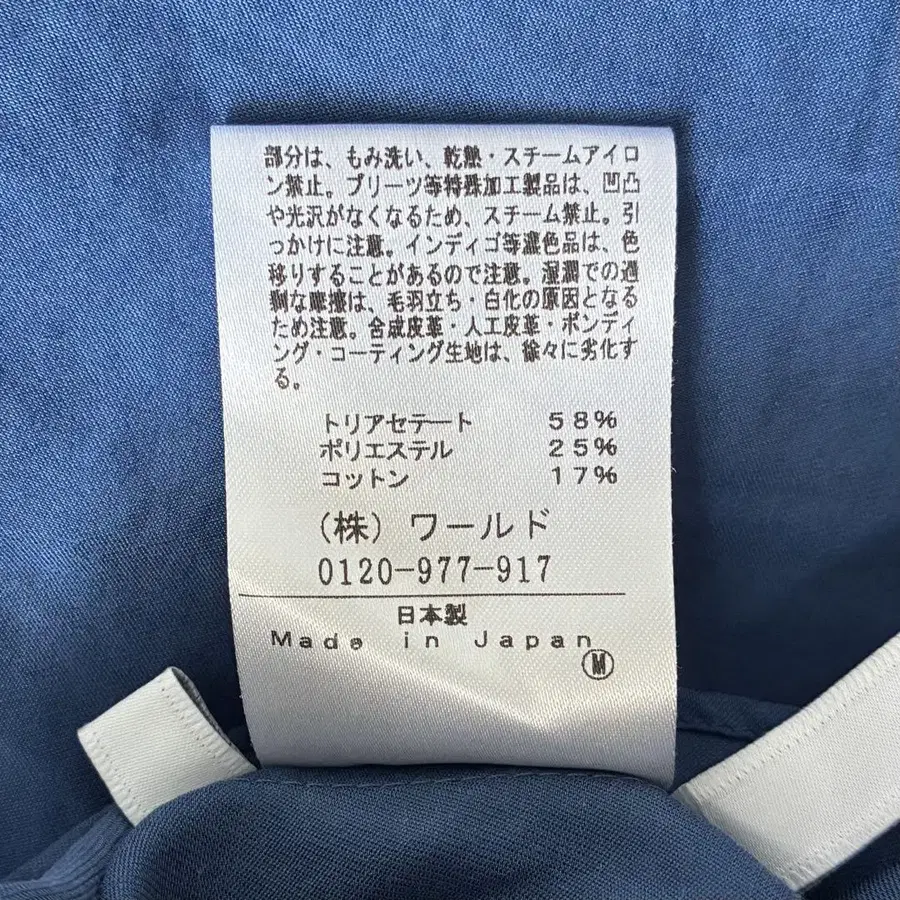 部分は、もみ洗い、乾熱・スチームアイロ
ン禁止。プリーツ等特殊加工製品は、凹凸
や光沢がなくなるため、スチーム禁止。引
っかけに注意。インディゴ等濃色品は、色
移りすることがあるので注意。湿潤での過
剰な摩擦は、毛羽立ち・白化の原因となる
ため注意。合成皮革・人工皮革・ボンディ
ング・コーティング生地は、徐々に劣化す
る。
トリアセテート 58%
ポリエステル 25%
コットン 17%
(株) ワールド
0120-977-917
日本製
Made in Japan
M